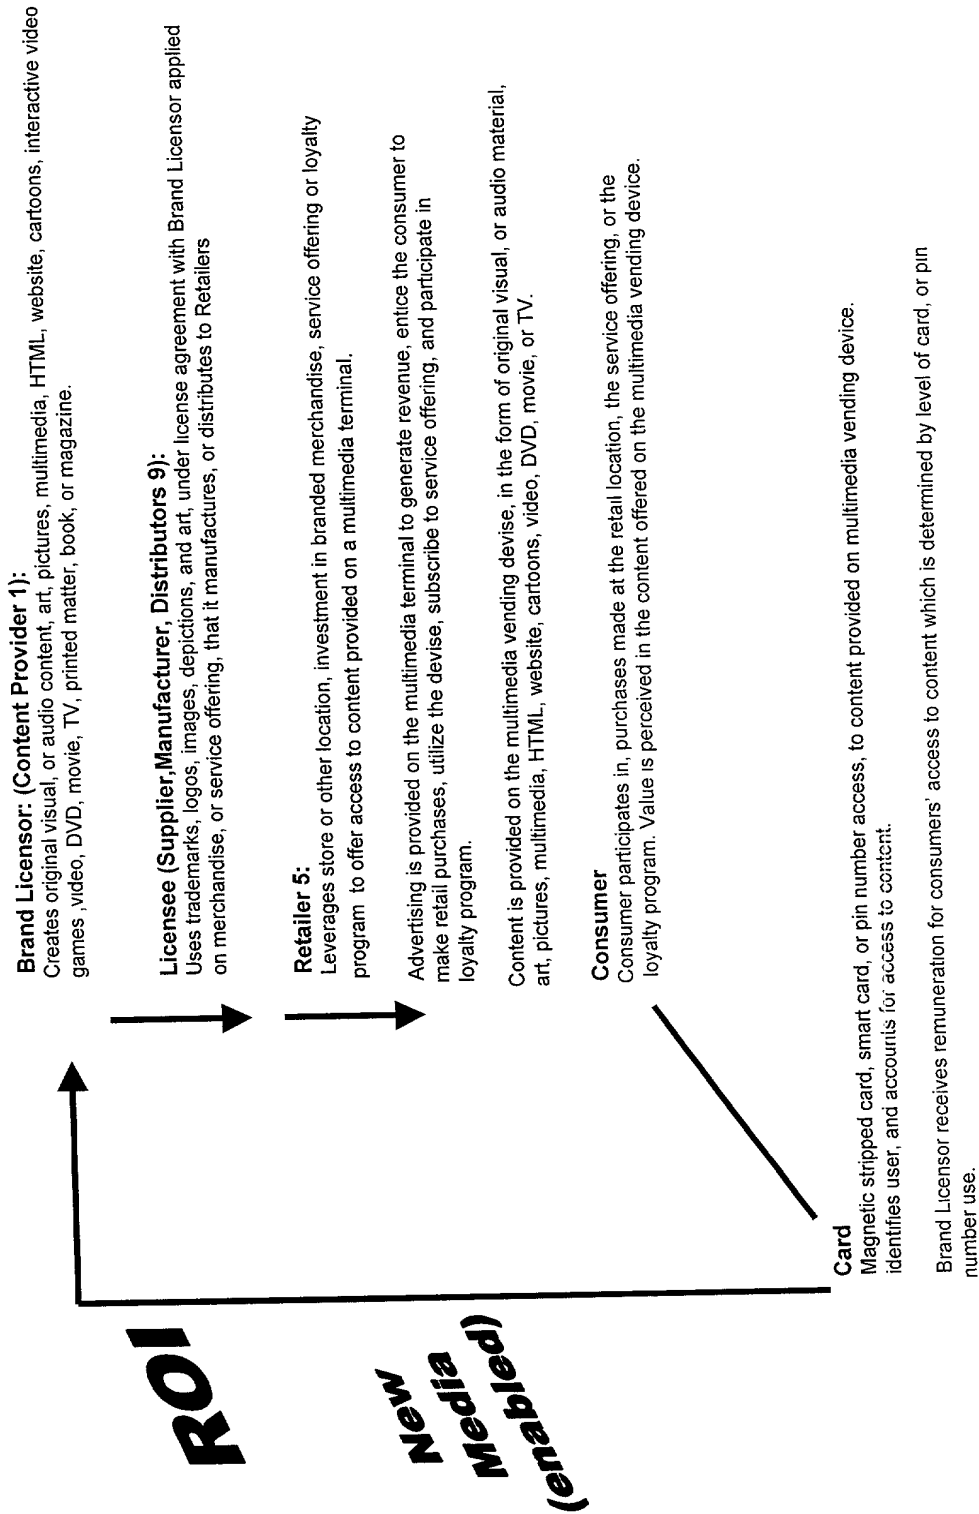 ROI
New
Media
(enabled)
Brand Licensor: (Content Provider 1):
Creates original visual, or audio content, art, pictures, multimedia, HTML, website, cartoons, interactive video
games ,video, DVD, movie, TV, printed matter, book, or magazine.
Licensee (Supplier,Manufacturer, Distributors 9):
Uses trademarks, logos, images, depictions, and art, under license agreement with Brand Licensor applied
on merchandise, or service offering, that it manufactures, or distributes to Retailers
Retailer 5:
Leverages store or other location, investment in branded merchandise, service offering or loyalty
program to offer access to content provided on a multimedia terminal.
Advertising is provided on the multimedia terminal to generate revenue, entice the consumer to
make retail purchases, utilize the devise, subscribe to service offering, and participate in
loyalty program.
Content is provided on the multimedia vending devise, in the form of original visual, or audio material,
art, pictures, multimedia, HTML, website, cartoons, video, DVD, movie, or TV.
Consumer
Consumer participates in, purchases made at the retail location, the service offering, or the
loyalty program. Value is perceived in the content offered on the multimedia vending device.
Card
Magnetic stripped card, smart card, or pin number access, to content provided on multimedia vending device.
identifies user, and accounts for access to content.
Brand Licensor receives remuneration for consumers' access to content which is determined by level of card, or pin
number use.